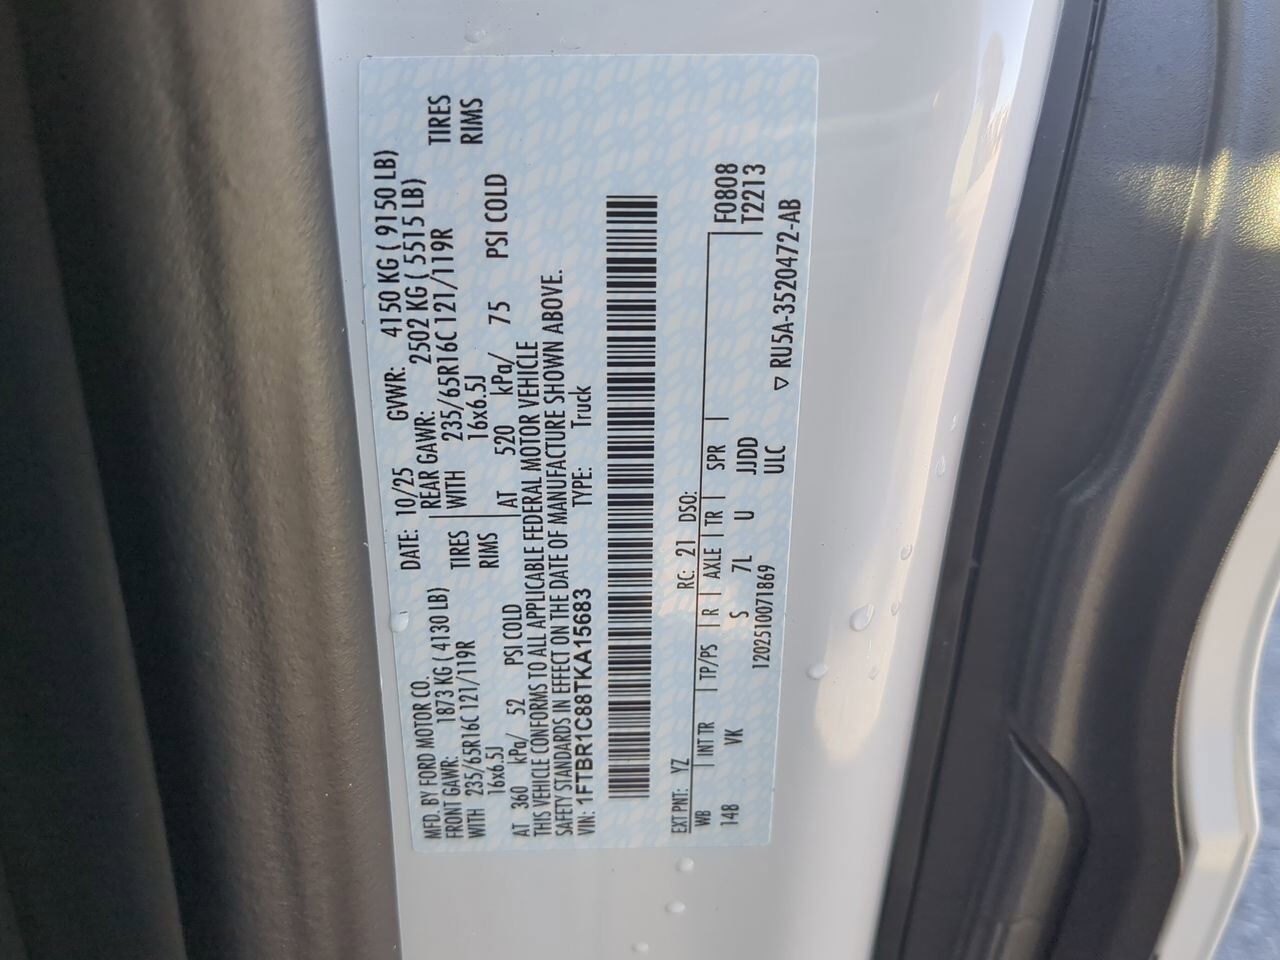 MFD. BY FORD MOTOR CO. DATE: 10/25 GVWR: 4150 KG ( 9150 LB)
FRONT GAWR: 1873 KG ( 4130 LB) REAR GAWR: 2502 KG ( 5515 LB)
WITH 235/65R16C 121/119R TIRES WITH 235/65R16C 121/119R TIRES
16x6.5J RIMS 16x6.5J RIMS
AT 360 kPa/ 52 PSI COLD AT 520 kPa/ 75 PSI COLD
THIS VEHICLE CONFORMS TO ALL APPLICABLE FEDERAL MOTOR VEHICLE
SAFETY STANDARDS IN EFFECT ON THE DATE OF MANUFACTURE SHOWN ABOVE.
VIN: 1FTBR1C88TKA15683 TYPE: Truck
EXT PNT: YZ RC: 21 DSO:
WB INT TR TP/PS R AXLE TR SPR F0808
148 VK S 7L U JJDD T2213
120251007186​9 ULC
▽ RU5A-3520472-AB